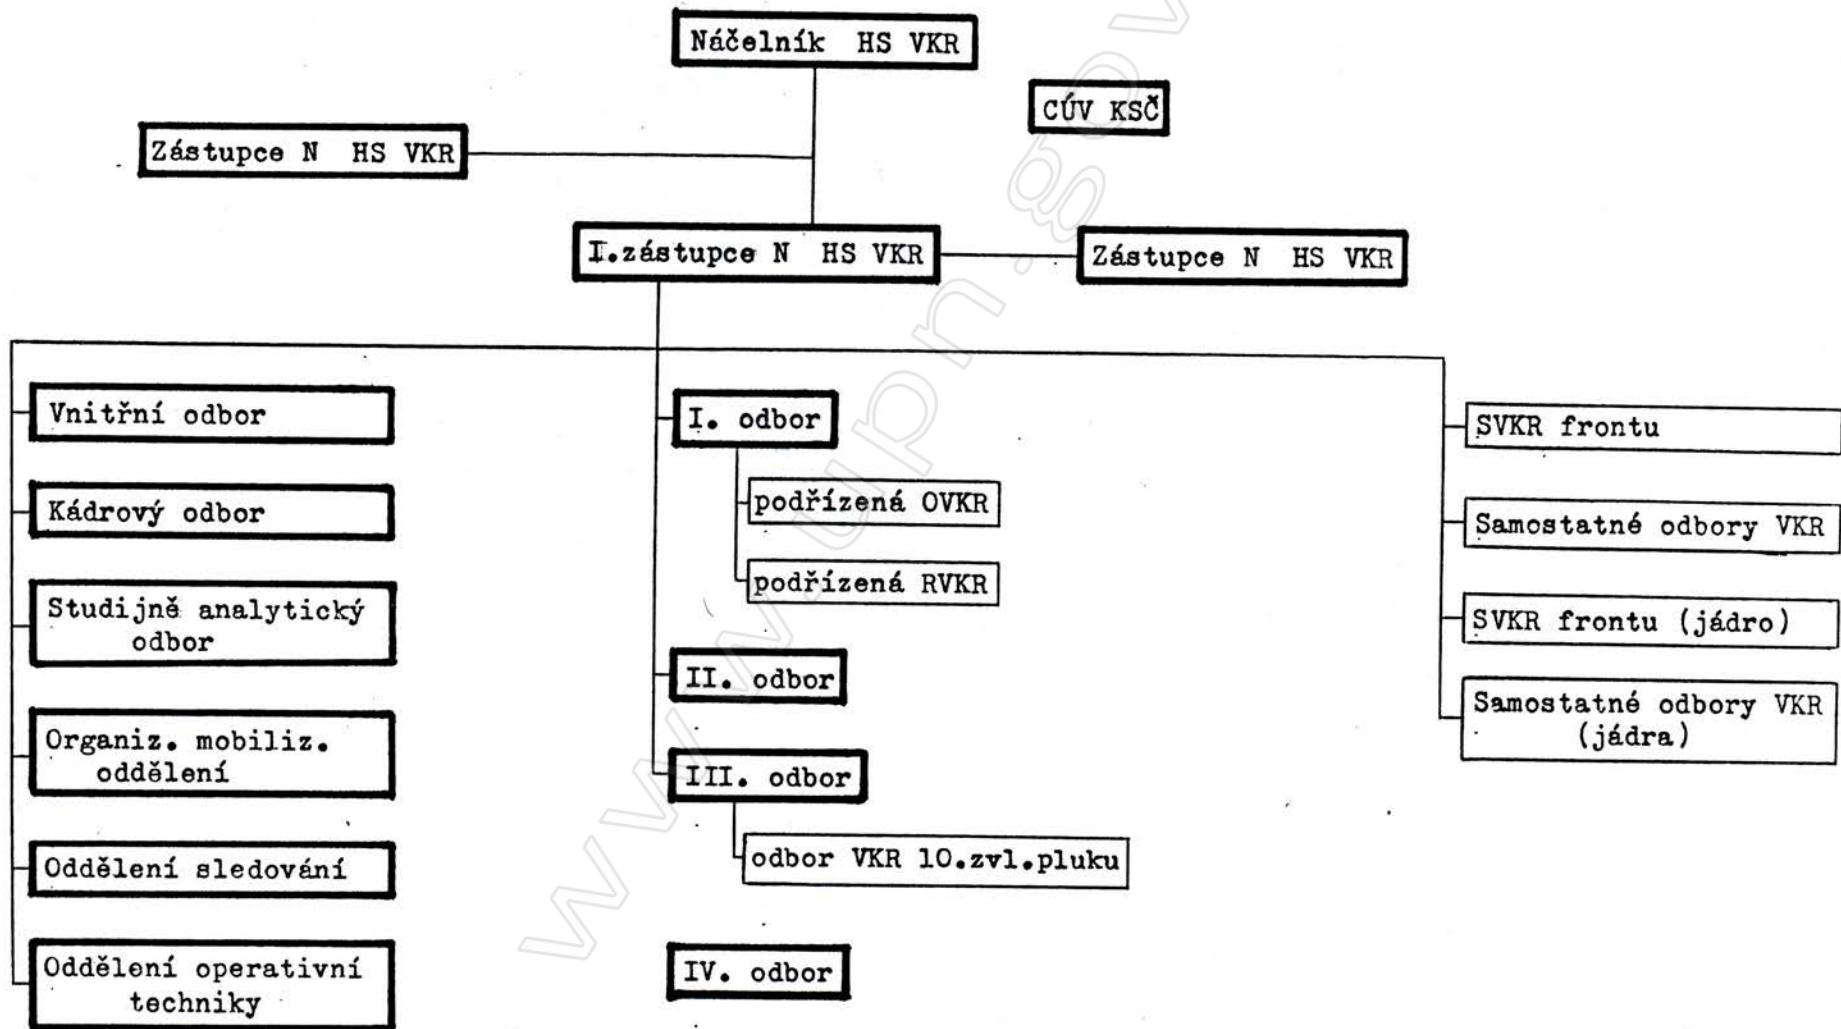 Náčelník HS VKR
CÚV KSČ
Zástupce N HS VKR
I.zástupce N HS VKR
Zástupce N HS VKR
Vnitřní odbor
Kádrový odbor
Studijně analytický
odbor
Organiz. mobiliz.
oddělení
Oddělení sledování
Oddělení operativní
techniky
I. odbor
podřízená OVKR
podřízená RVKR
II. odbor
III. odbor
odbor VKR 10.zvl.pluku
IV. odbor
SVKR frontu
Samostatné odbory VKR
SVKR frontu (jádro)
Samostatné odbory VKR
(jádra)
www.upn.gov